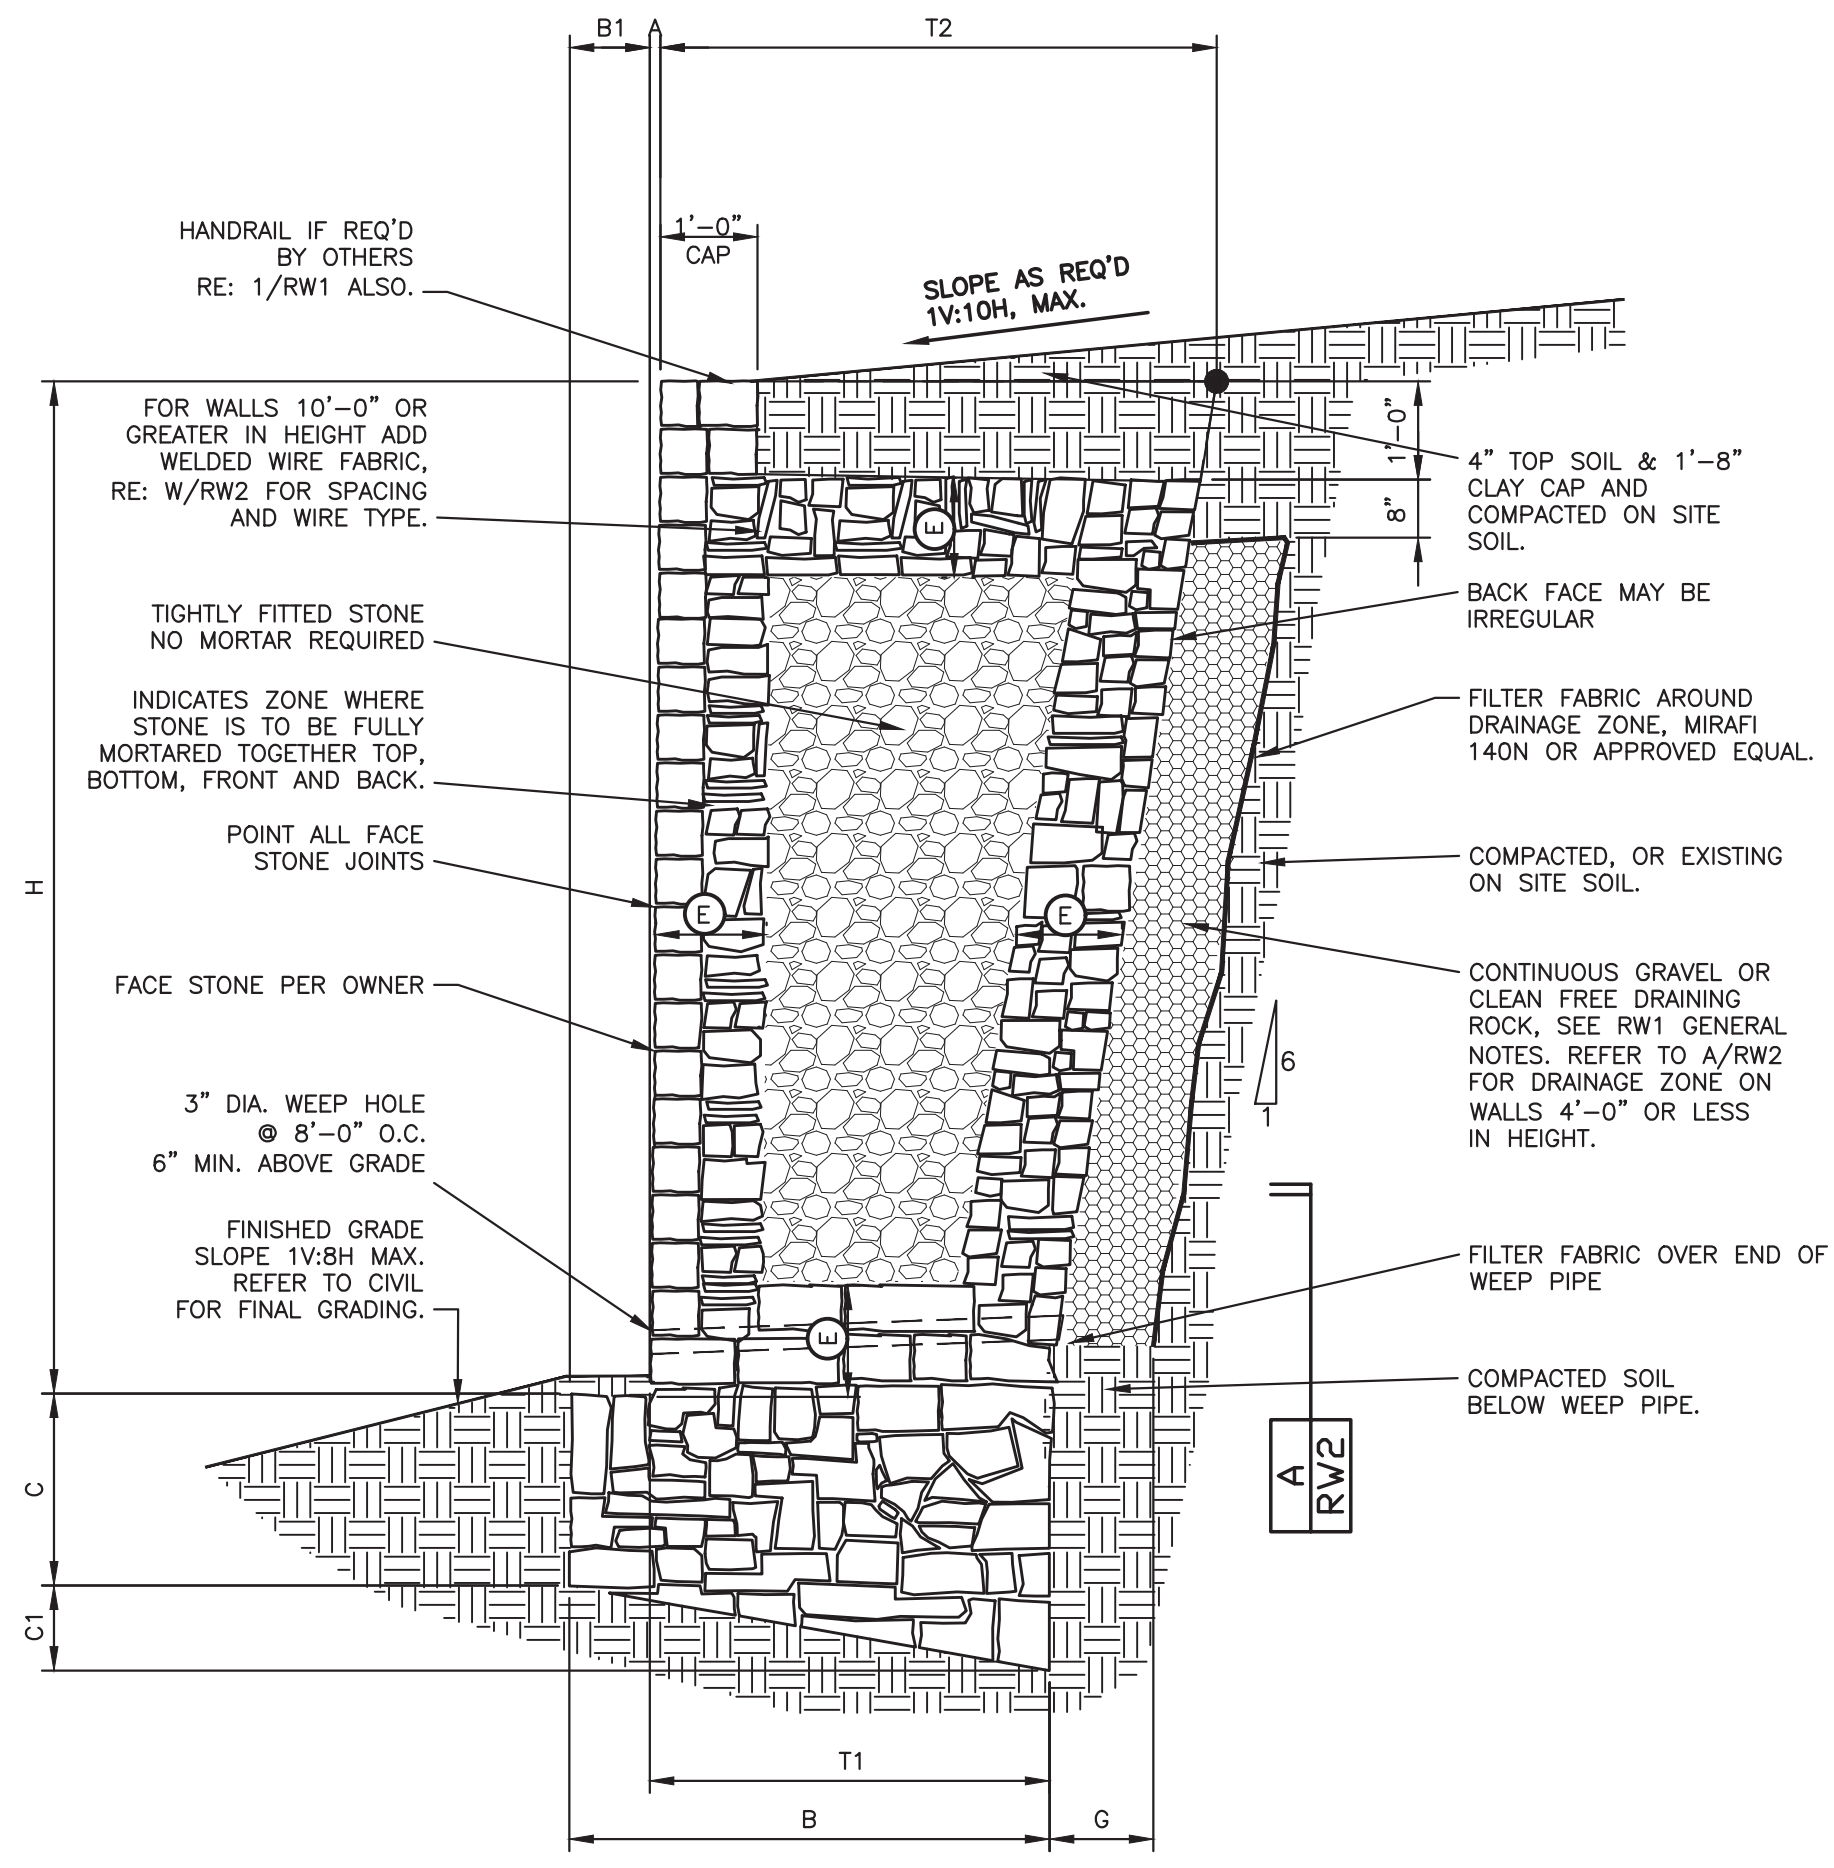 B1
A
T2
HANDRAIL IF REQ'D
BY OTHERS
RE: 1/RW1 ALSO.
1'-0"
CAP
SLOPE AS REQ'D
1V:10H, MAX.
FOR WALLS 10'-0" OR
GREATER IN HEIGHT ADD
WELDED WIRE FABRIC,
RE: W/RW2 FOR SPACING
AND WIRE TYPE.
TIGHTLY FITTED STONE
NO MORTAR REQUIRED
INDICATES ZONE WHERE
STONE IS TO BE FULLY
MORTARED TOGETHER TOP,
BOTTOM, FRONT AND BACK.
POINT ALL FACE
STONE JOINTS
FACE STONE PER OWNER
3" DIA. WEEP HOLE
@ 8'-0" O.C.
6" MIN. ABOVE GRADE
FINISHED GRADE
SLOPE 1V:8H MAX.
REFER TO CIVIL
FOR FINAL GRADING.
H
C
C1
E
E
E
E
1'-0"
8"
4" TOP SOIL & 1'-8"
CLAY CAP AND
COMPACTED ON SITE
SOIL.
BACK FACE MAY BE
IRREGULAR
FILTER FABRIC AROUND
DRAINAGE ZONE, MIRAFI
140N OR APPROVED EQUAL.
COMPACTED, OR EXISTING
ON SITE SOIL.
CONTINUOUS GRAVEL OR
CLEAN FREE DRAINING
ROCK, SEE RW1 GENERAL
NOTES. REFER TO A/RW2
FOR DRAINAGE ZONE ON
WALLS 4'-0" OR LESS
IN HEIGHT.
6
1
FILTER FABRIC OVER END OF
WEEP PIPE
COMPACTED SOIL
BELOW WEEP PIPE.
A
RW2
T1
B
G